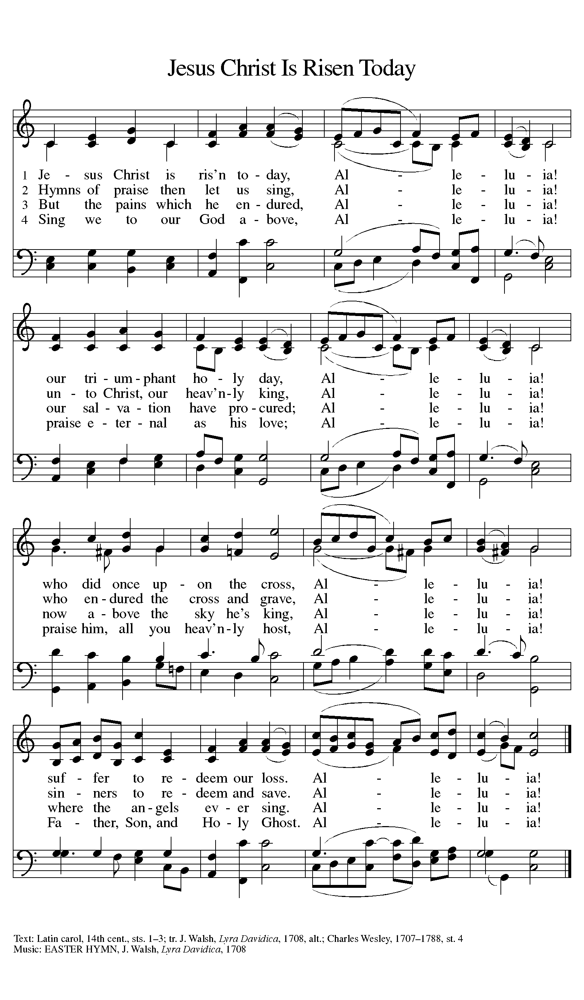 Jesus Christ Is Risen Today
1 Je - sus Christ is ris'n to - day, Al - le - lu - ia!
2 Hymns of praise then let us sing, Al - le - lu - ia!
3 But the pains which he en - dured, Al - le - lu - ia!
4 Sing we to our God a - bove, Al - le - lu - ia!
our tri - um - phant ho - ly day, Al - le - lu - ia!
un - to Christ, our heav'n - ly king, Al - le - lu - ia!
our sal - va - tion have pro - cured; Al - le - lu - ia!
praise e - ter - nal as his love; Al - le - lu - ia!
who did once up - on the cross, Al - le - lu - ia!
who en - dured the cross and grave, Al - le - lu - ia!
now a - bove the sky he's king, Al - le - lu - ia!
praise him, all you heav'n - ly host, Al - le - lu - ia!
suf - fer to re - deem our loss. Al - le - lu - ia!
sin - ners to re - deem and save. Al - le - lu - ia!
where the an - gels ev - er sing. Al - le - lu - ia!
Fa - ther, Son, and Ho - ly Ghost. Al - le - lu - ia!
Text: Latin carol, 14th cent., sts. 1–3; tr. J. Walsh, Lyra Davidica, 1708, alt.; Charles Wesley, 1707–1788, st. 4
Music: EASTER HYMN, J. Walsh, Lyra Davidica, 1708